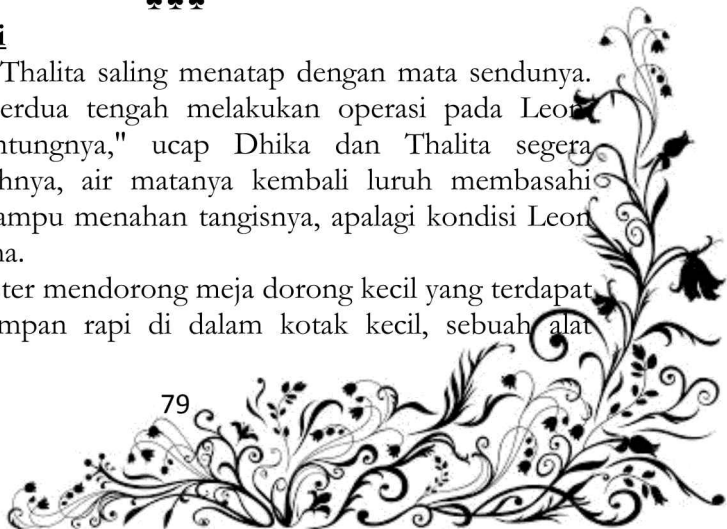 i
Thalita saling menatap dengan mata sendunya.
erdua tengah melakukan operasi pada Leon
ntungnya," ucap Dhika dan Thalita segera
hnya, air matanya kembali luruh membasahi
ampu menahan tangisnya, apalagi kondisi Leon
na.
ter mendorong meja dorong kecil yang terdapat
mpan rapi di dalam kotak kecil, sebuah alat
79